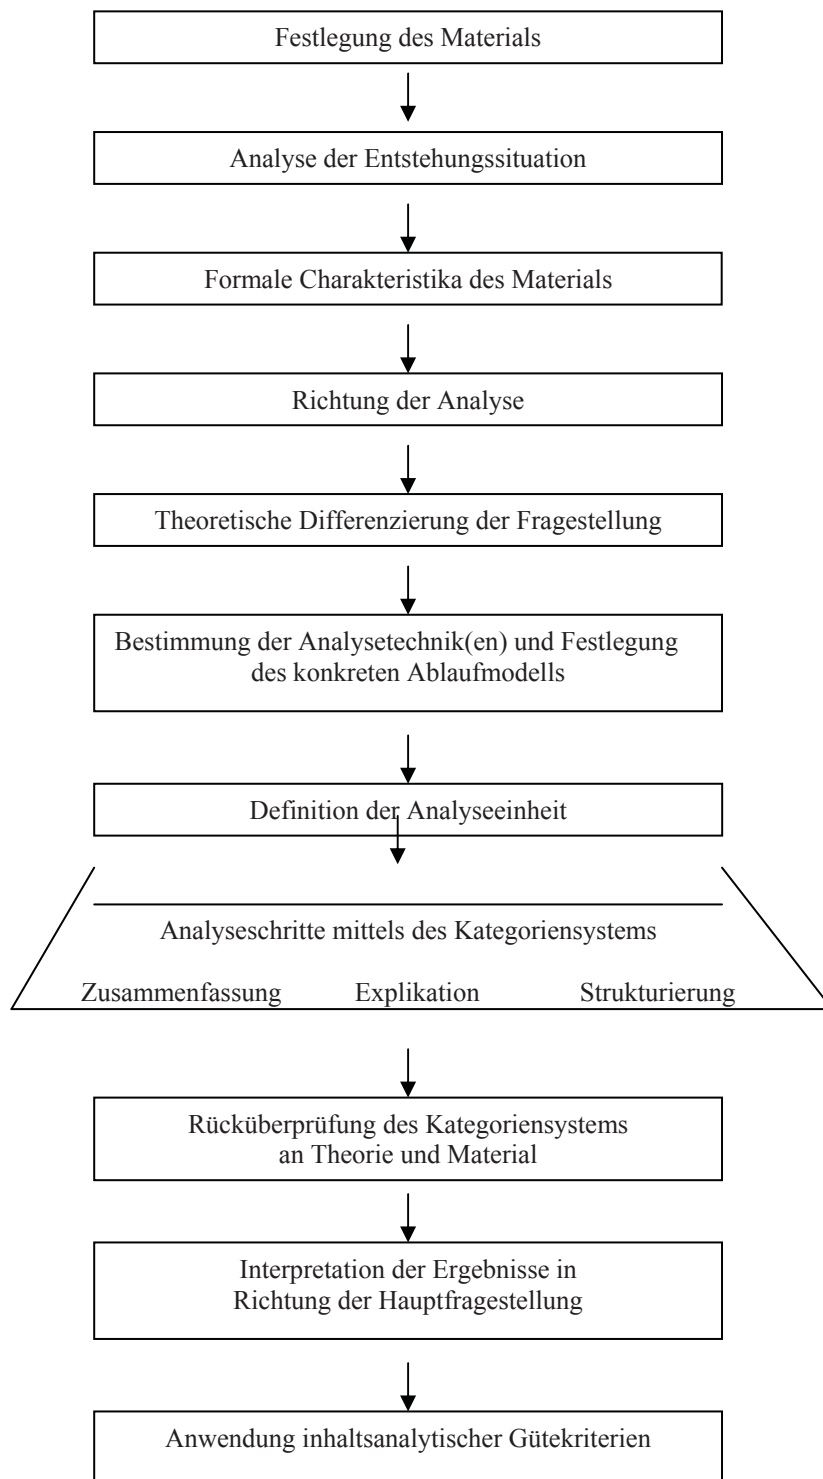 Festlegung des Materials
Analyse der Entstehungssituation
Formale Charakteristika des Materials
Richtung der Analyse
Theoretische Differenzierung der Fragestellung
Bestimmung der Analysetechnik(en) und Festlegung
des konkreten Ablaufmodells
Definition der Analyseeinheit
Analyseschritte mittels des Kategoriensystems
Zusammenfassung Explikation Strukturierung
Rücküberprüfung des Kategoriensystems
an Theorie und Material
Interpretation der Ergebnisse in
Richtung der Hauptfragestellung
Anwendung inhaltsanalytischer Gütekriterien